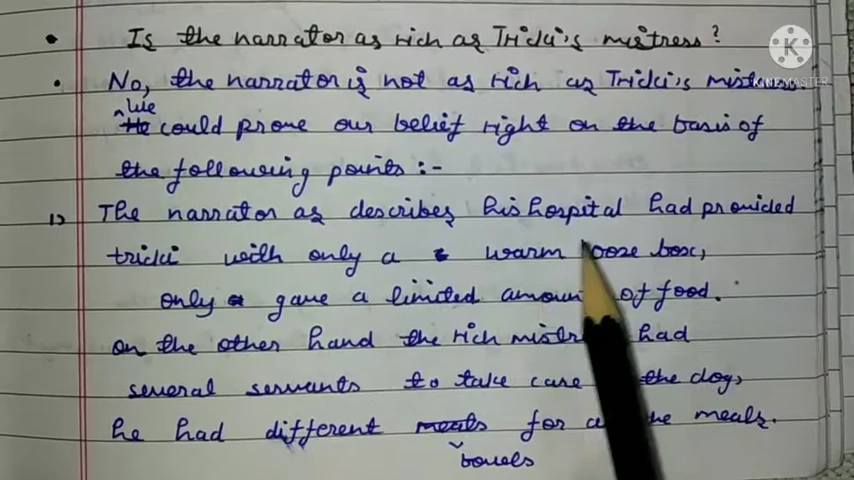 • Is the narrator as rich as Tricki's mistress?
• No, the narrator is not as rich as Tricki's mistress
We
could prove our belief right on the basis of
the following points :-
1) The narrator as describes his hospital had provided
tricki with only a warm loose box,
only gave a limited amount of food.
on the other hand the rich mistress had
several servants to take care the dog,
he had different for the meals.
bowels
K
KINEMASTER